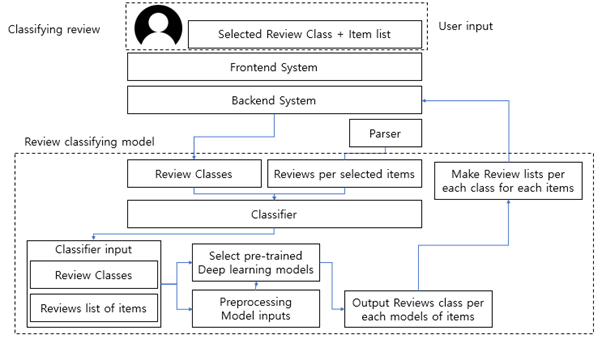 Classifying review
Selected Review Class + Item list
User input
Frontend System
Backend System
Parser
Review classifying model
Review Classes
Reviews per selected items
Make Review lists per
each class for each items
Classifier
Classifier input
Review Classes
Reviews list of items
Select pre-trained
Deep learning models
Preprocessing
Model inputs
Output Reviews class per
each models of items